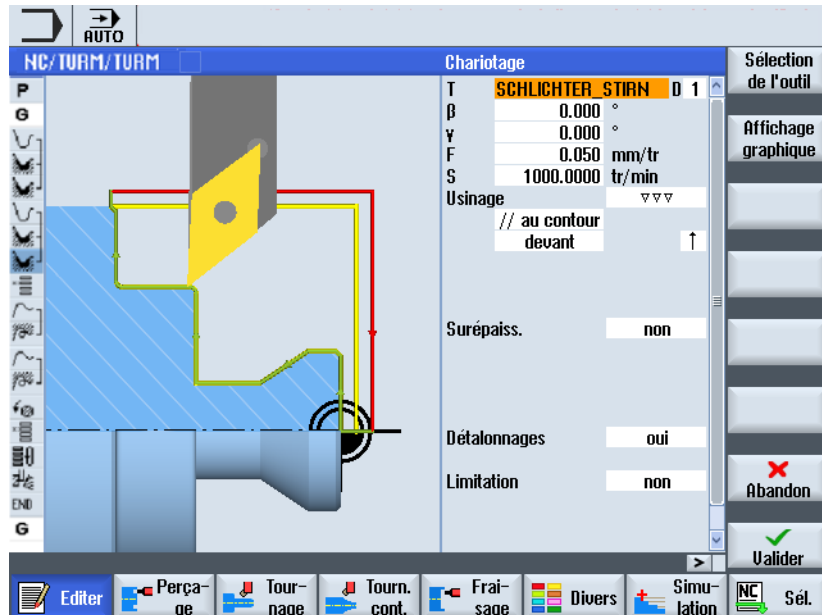 AUTO
NC/TURM/TURM
Chariotage
Sélection de l'outil
P
G
END
G
T SCHLICHTER_STIRN D 1
β 0.000 °
γ 0.000 °
F 0.050 mm/tr
S 1000.0000 tr/min
Usinage ▽▽▽
// au contour
devant ↑
Surépaiss. non
Détalonnages oui
Limitation non
Affichage graphique
Abandon
Valider
>
Editer
Perça-
ge
Tour-
nage
Tourn.
cont.
Frai-
sage
Divers
Simu-
lation
NC
Sél.